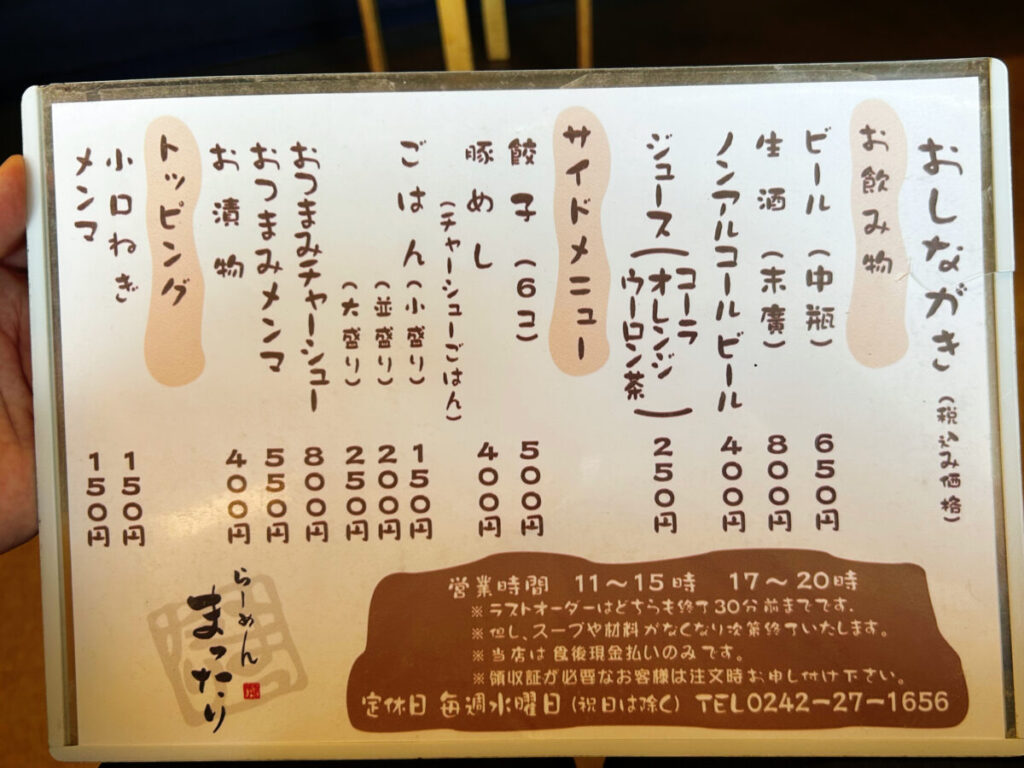 おしながき(税込み価格)
お飲み物
ビール(中瓶) 650円
生酒(末廣) 800円
ノンアルコールビール 400円
ジュース(コーラ
オレンジ
ウーロン茶) 250円
サイドメニュー
餃子(6コ) 500円
豚めし 400円
(チャーシューごはん)
ごはん(小盛り) 150円
(並盛り) 200円
(大盛り) 250円
おつまみチャーシュー 800円
おつまみメンマ 550円
お漬物 400円
トッピング
小口ねぎ 150円
メンマ 150円
らーめん
まったり
営業時間 11〜15時 17〜20時
※ラストオーダーはどちらも終了30分前までです.
※但し、スープや材料がなくなり次第終了いたします。
※当店は食後現金払いのみです。
※領収証が必要なお客様は注文時お申し付け下さい。
定休日 毎週水曜日(祝日は除く) TEL0242−27−1656